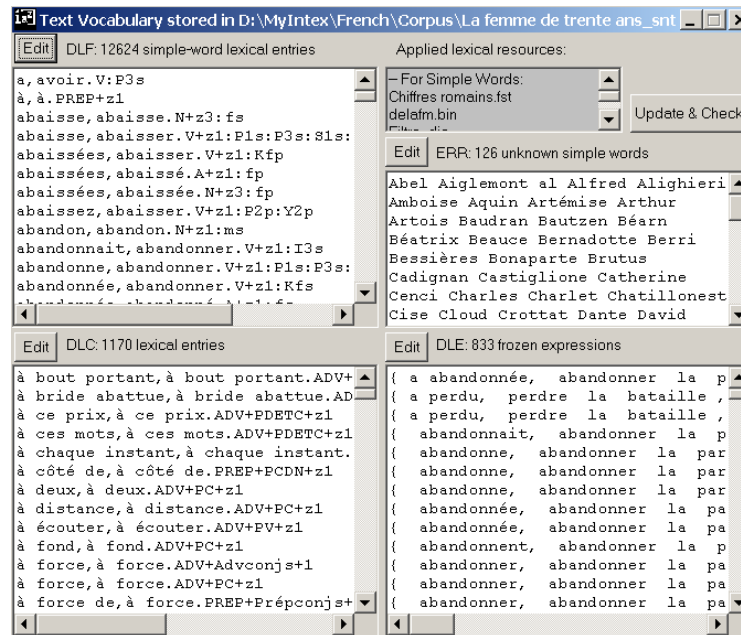 Text Vocabulary stored in D:\MyIntex\French\Corpus\La femme de trente ans_snt
Edit DLF: 12624 simple-word lexical entries
a,avoir.V:P3s
à,à.PREP+z1
abaisse,abaisse.N+z3:fs
abaisse,abaisser.V+z1:P1s:P3s:S1s:
abaissées,abaisser.V+z1:Kfp
abaissées,abaissé.A+z1:fp
abaissées,abaissée.N+z3:fp
abaissez,abaisser.V+z1:P2p:Y2p
abandon,abandon.N+z1:ms
abandonnait,abandonner.V+z1:I3s
abandonne,abandonner.V+z1:P1s:P3s:
abandonnée,abandonner.V+z1:Kfs
abandonnée,abandonné.A+z1:fs
Applied lexical resources:
– For Simple Words:
Chiffres romains.fst
delafm.bin
Update & Check
Edit ERR: 126 unknown simple words
Abel Aiglemont al Alfred Alighieri
Amboise Aquin Artémise Arthur
Artois Baudran Bautzen Béarn
Béatrix Beauce Bernadotte Berri
Bessières Bonaparte Brutus
Cadignan Castiglione Catherine
Cenci Charles Charlet Chatillonest
Cise Cloud Crottat Dante David
Edit DLC: 1170 lexical entries
à bout portant,à bout portant.ADV+
à bride abattue,à bride abattue.AD
à ce prix,à ce prix.ADV+PDETC+z1
à ces mots,à ces mots.ADV+PDETC+z1
à chaque instant,à chaque instant.
à côté de,à côté de.PREP+PCDN+z1
à deux,à deux.ADV+PC+z1
à distance,à distance.ADV+PC+z1
à écouter,à écouter.ADV+PV+z1
à fond,à fond.ADV+PC+z1
à force,à force.ADV+Advconjs+1
à force,à force.ADV+PC+z1
à force de,à force.PREP+Prépconjs+
Edit DLE: 833 frozen expressions
{ a abandonnée, abandonner la p
{ a perdu, perdre la bataille ,
{ abandonnait, abandonner la p
{ abandonne, abandonner la par
{ abandonne, abandonner la par
{ abandonnée, abandonner la pa
{ abandonnée, abandonner la pa
{ abandonnent, abandonner la p
{ abandonner, abandonner la pa
{ abandonner, abandonner la pa
{ abandonner, abandonner la pa
{ abandonner, abandonner la pa
{ abandonner, abandonner la pa